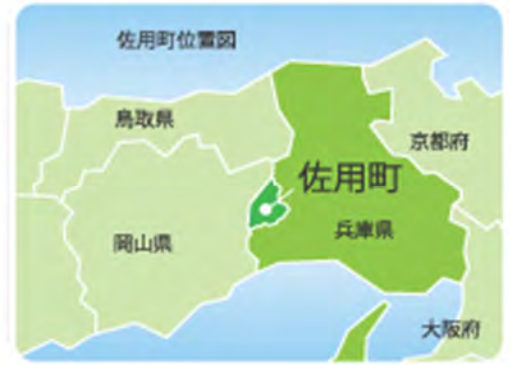 佐用町位置図
鳥取県
京都府
佐用町
兵庫県
岡山県
大阪府